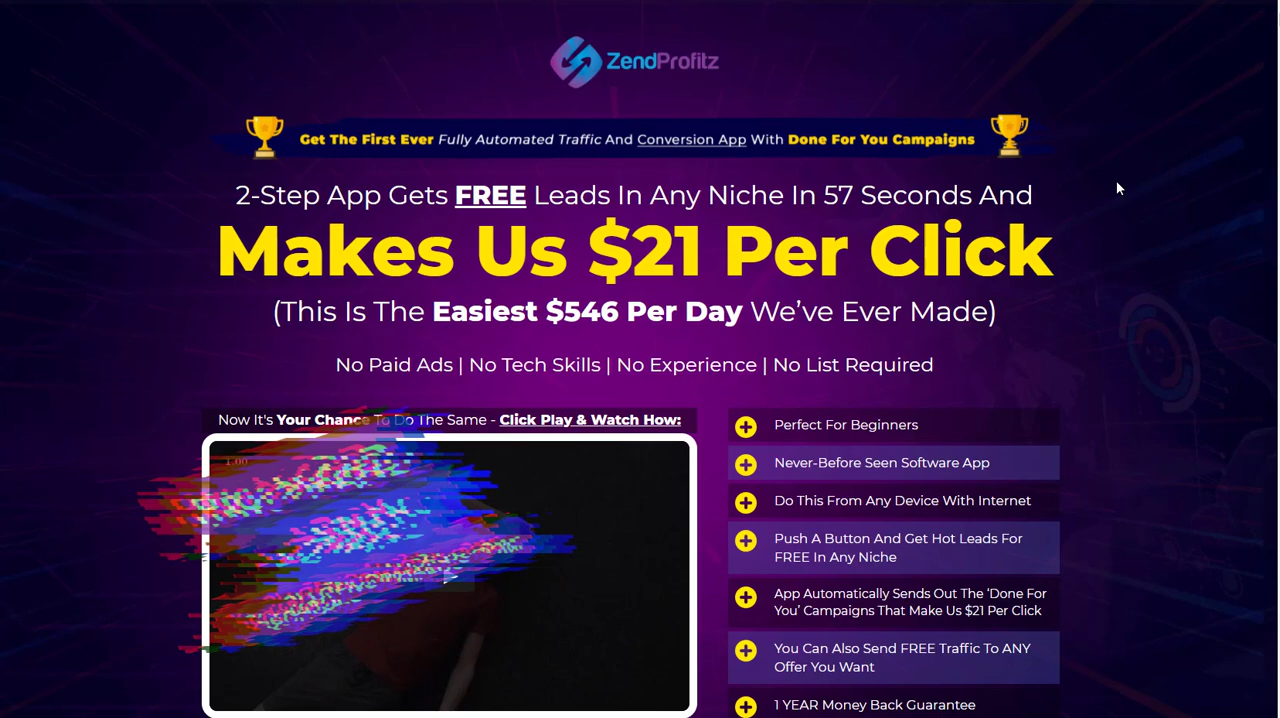 ZendProfitz
Get The First Ever Fully Automated Traffic And Conversion App With Done For You Campaigns
2-Step App Gets FREE Leads In Any Niche In 57 Seconds And
Makes Us $21 Per Click
(This Is The Easiest $546 Per Day We’ve Ever Made)
No Paid Ads | No Tech Skills | No Experience | No List Required
Now It's Your Chance To Do The Same - Click Play & Watch How:
1.00
Perfect For Beginners
Never-Before Seen Software App
Do This From Any Device With Internet
Push A Button And Get Hot Leads For
FREE In Any Niche
App Automatically Sends Out The ‘Done For
You’ Campaigns That Make Us $21 Per Click
You Can Also Send FREE Traffic To ANY
Offer You Want
1 YEAR Money Back Guarantee